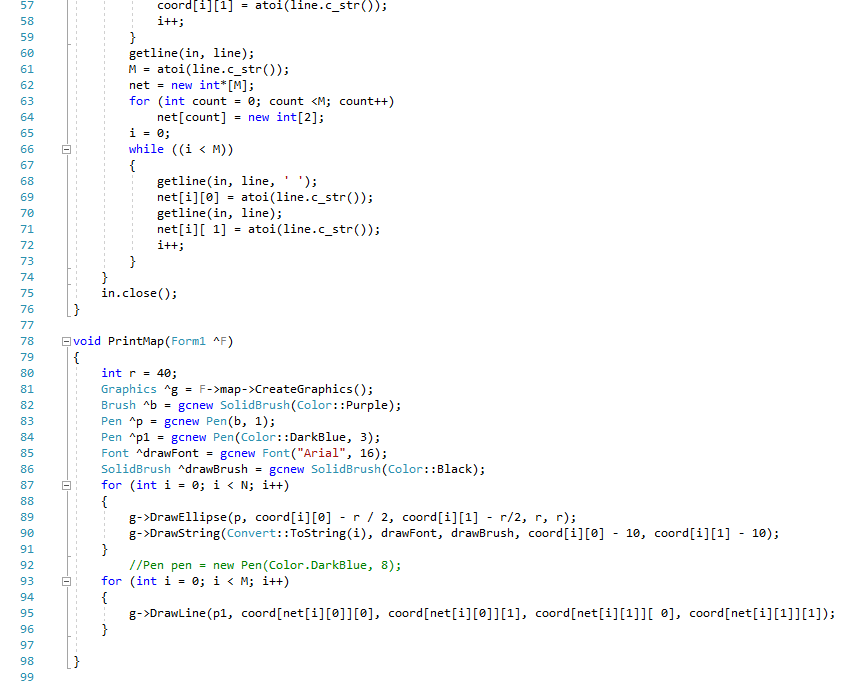 57 coord[i][1] = atoi(line.c_str());
58 i++;
59 }
60 getline(in, line);
61 M = atoi(line.c_str());
62 net = new int*[M];
63 for (int count = 0; count <M; count++)
64 net[count] = new int[2];
65 i = 0;
66 while ((i < M))
67 {
68 getline(in, line, ' ');
69 net[i][0] = atoi(line.c_str());
70 getline(in, line);
71 net[i][ 1] = atoi(line.c_str());
72 i++;
73 }
74 }
75 in.close();
76 }
77
78 void PrintMap(Form1 ^F)
79 {
80 int r = 40;
81 Graphics ^g = F->map->CreateGraphics();
82 Brush ^b = gcnew SolidBrush(Color::Purple);
83 Pen ^p = gcnew Pen(b, 1);
84 Pen ^p1 = gcnew Pen(Color::DarkBlue, 3);
85 Font ^drawFont = gcnew Font("Arial", 16);
86 SolidBrush ^drawBrush = gcnew SolidBrush(Color::Black);
87 for (int i = 0; i < N; i++)
88 {
89 g->DrawEllipse(p, coord[i][0] - r / 2, coord[i][1] - r/2, r, r);
90 g->DrawString(Convert::ToString(i), drawFont, drawBrush, coord[i][0] - 10, coord[i][1] - 10);
91 }
92 //Pen pen = new Pen(Color.DarkBlue, 8);
93 for (int i = 0; i < M; i++)
94 {
95 g->DrawLine(p1, coord[net[i][0]][0], coord[net[i][0]][1], coord[net[i][1]][ 0], coord[net[i][1]][1]);
96 }
97
98 }
99